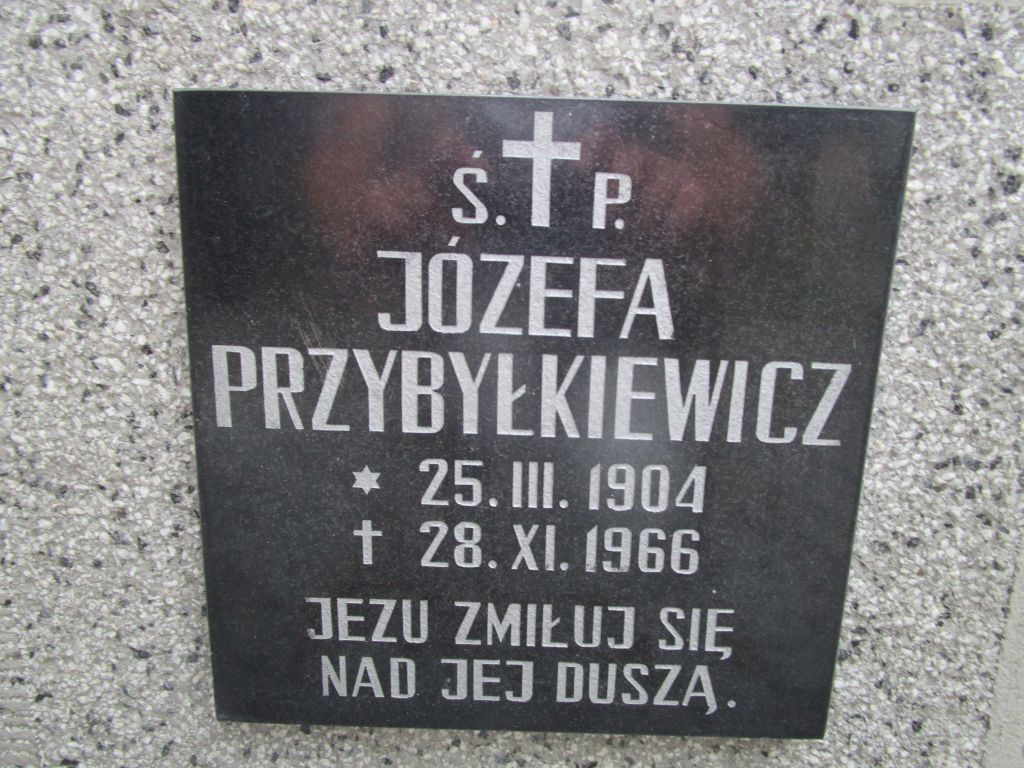 Ś. P.
JÓZEFA
PRZYBYŁKIEWICZ
25. III. 1904
28. XI. 1966
JEZU ZMIŁUJ SIĘ
NAD JEJ DUSZĄ.